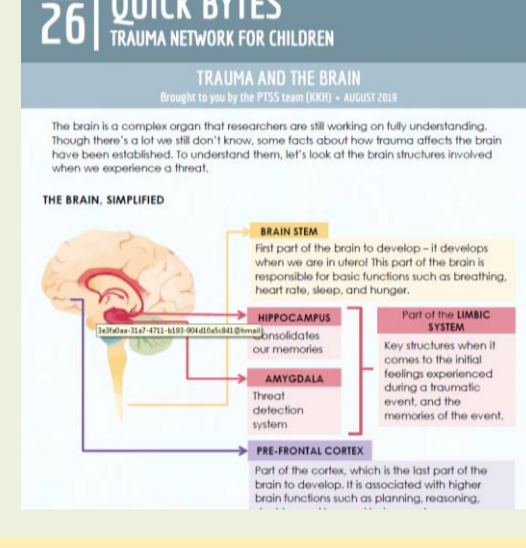 26
QUICK BYTES
TRAUMA NETWORK FOR CHILDREN
TRAUMA AND THE BRAIN
Brought to you by the PTSS team (KKH) • AUGUST 2019
The brain is a complex organ that researchers are still working on fully understanding.
Though there's a lot we still don't know, some facts about how trauma affects the brain
have been established. To understand them, let's look at the brain structures involved
when we experience a threat.
THE BRAIN, SIMPLIFIED
BRAIN STEM
First part of the brain to develop – it develops
when we are in utero! This part of the brain is
responsible for basic functions such as breathing,
heart rate, sleep, and hunger.
HIPPOCAMPUS
Consolidates
our memories
AMYGDALA
Threat
detection
system
Part of the LIMBIC
SYSTEM
Key structures when it
comes to the initial
feelings experienced
during a traumatic
event, and the
memories of the event.
PRE-FRONTAL CORTEX
Part of the cortex, which is the last part of the
brain to develop. It is associated with higher
brain functions such as planning, reasoning,